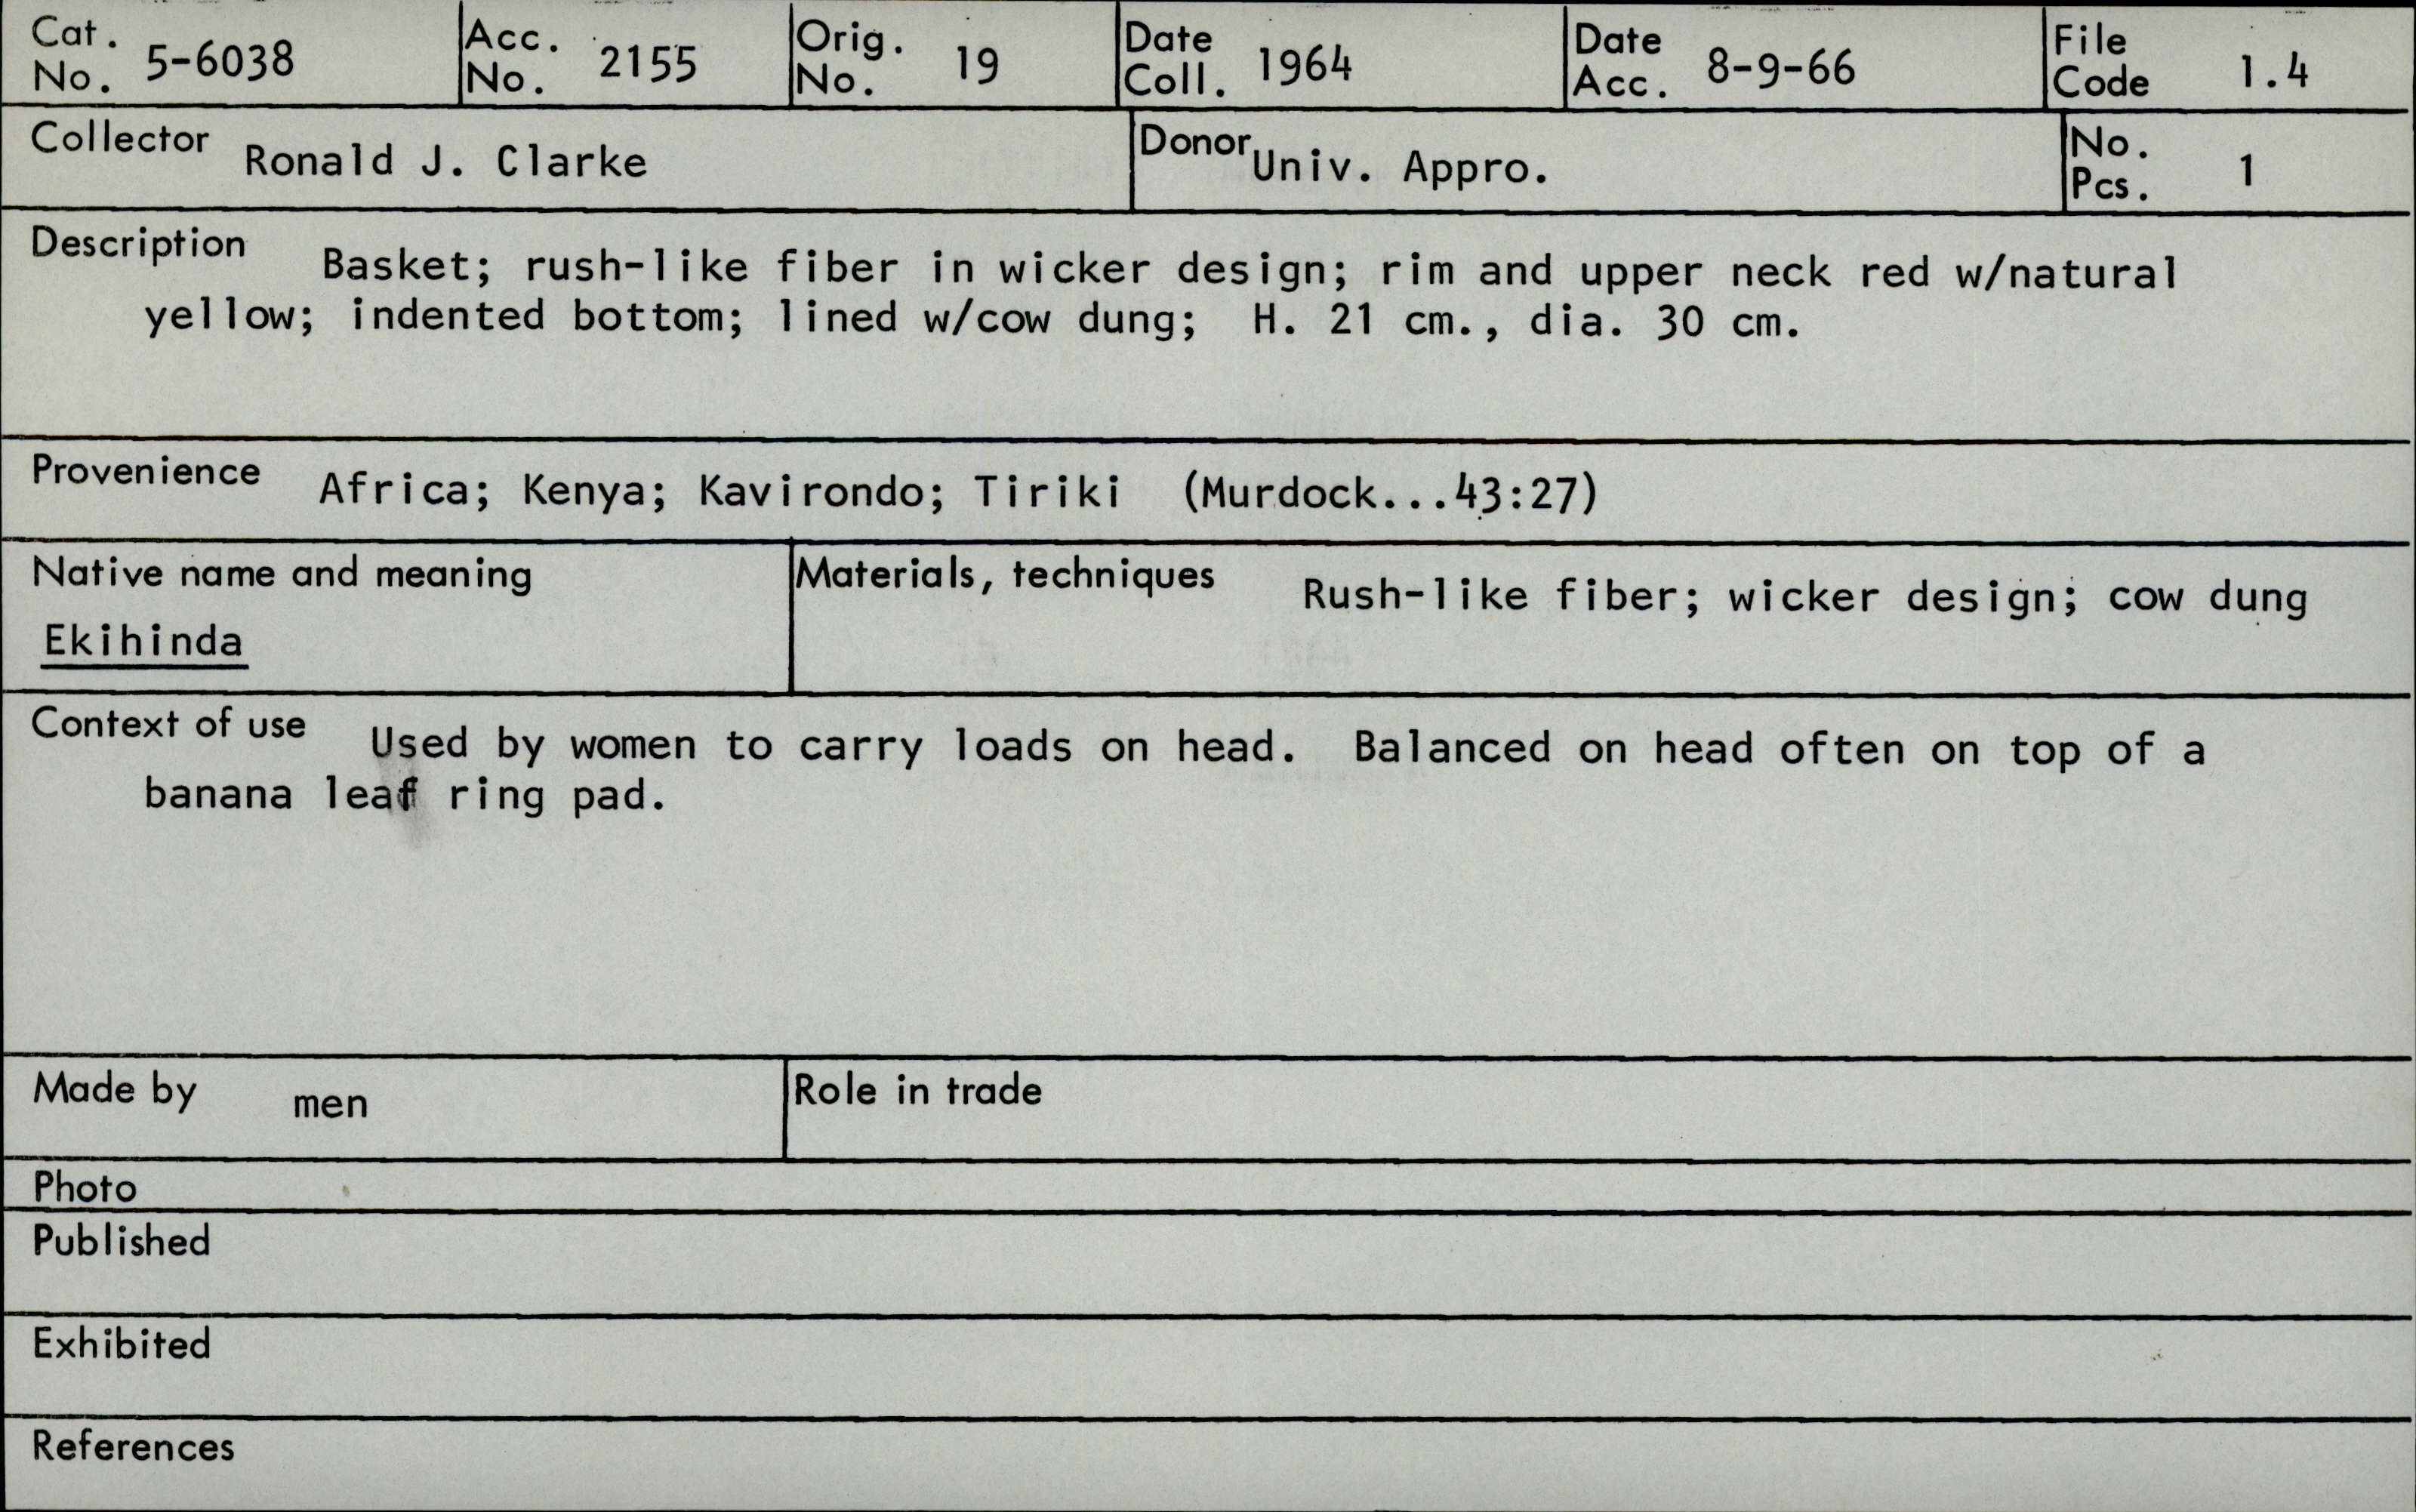 Cat. No. 5-6038 Acc. No. 2155 Orig. No. 19 Date Coll. 1964 Date Acc. 8-9-66 File Code 1.4
Collector Ronald J. Clarke Donor Univ. Appro. No. Pcs. 1
Description Basket; rush-like fiber in wicker design; rim and upper neck red w/natural
yellow; indented bottom; lined w/cow dung; H. 21 cm., dia. 30 cm.
Provenience Africa; Kenya; Kavirondo; Tiriki (Murdock...43:27)
Native name and meaning
Ekihinda
Materials, techniques Rush-like fiber; wicker design; cow dung
Context of use Used by women to carry loads on head. Balanced on head often on top of a
banana leaf ring pad.
Made by men Role in trade
Photo
Published
Exhibited
References